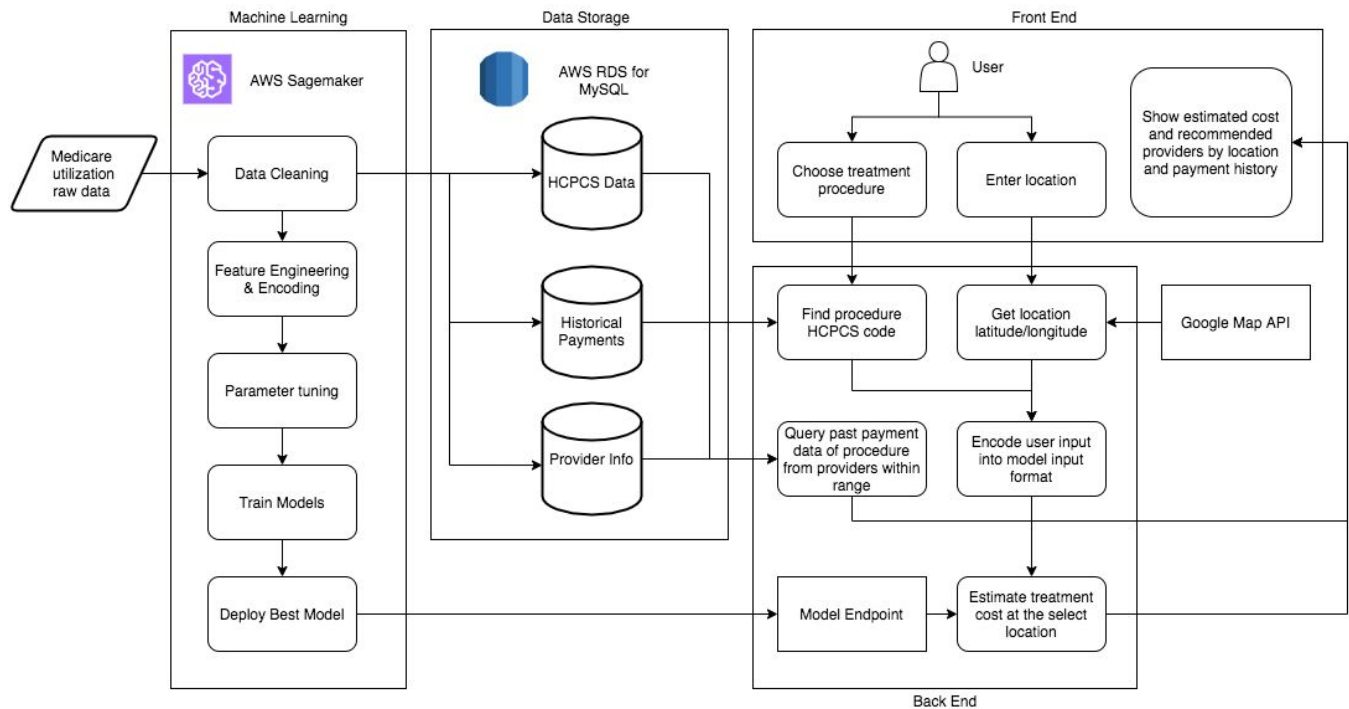 Machine Learning
Data Storage
Front End
AWS Sagemaker
AWS RDS for
MySQL
User
Show estimated cost
and recommended
providers by location
and payment history
Medicare
utilization
raw data
Data Cleaning
HCPCS Data
Choose treatment
procedure
Enter location
Feature Engineering
& Encoding
Historical
Payments
Find procedure
HCPCS code
Get location
latitude/longitude
Google Map API
Parameter tuning
Provider Info
Query past payment
data of procedure
from providers within
range
Encode user input
into model input
format
Train Models
Deploy Best Model
Model Endpoint
Estimate treatment
cost at the select
location
Back End